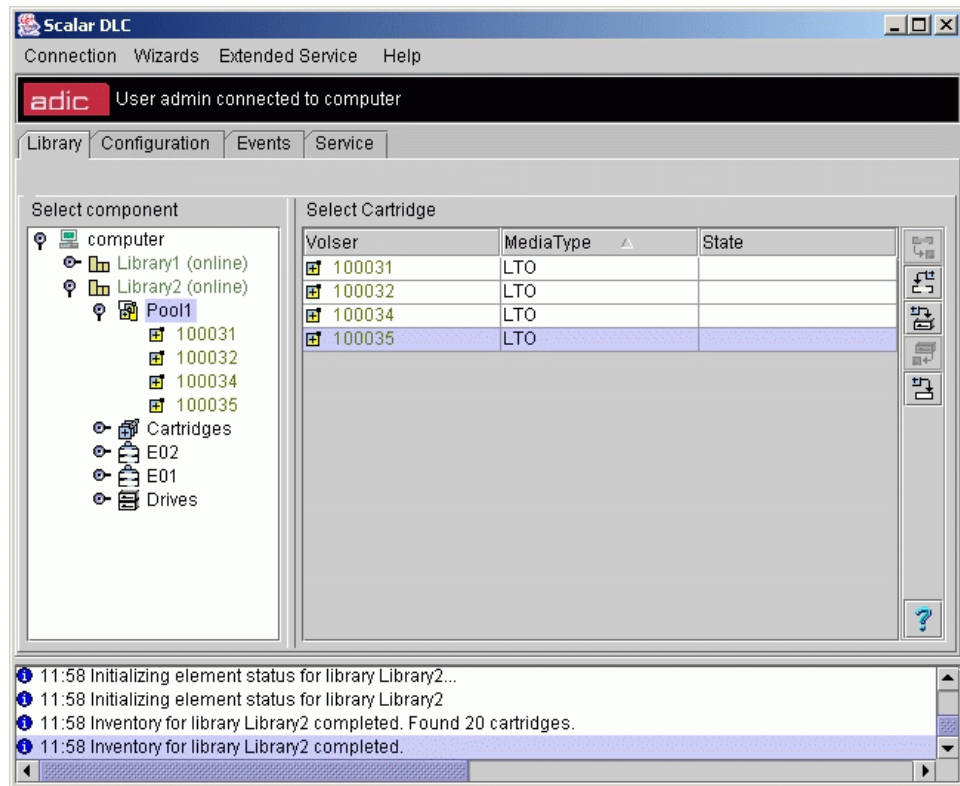 Scalar DLC
Connection Wizards Extended Service Help
adic User admin connected to computer
Library Configuration Events Service
Select component
computer
Library1 (online)
Library2 (online)
Pool1
100031
100032
100034
100035
Cartridges
E02
E01
Drives
Select Cartridge
Volser MediaType State
100031 LTO
100032 LTO
100034 LTO
100035 LTO
11:58 Initializing element status for library Library2...
11:58 Initializing element status for library Library2
11:58 Inventory for library Library2 completed. Found 20 cartridges.
11:58 Inventory for library Library2 completed.